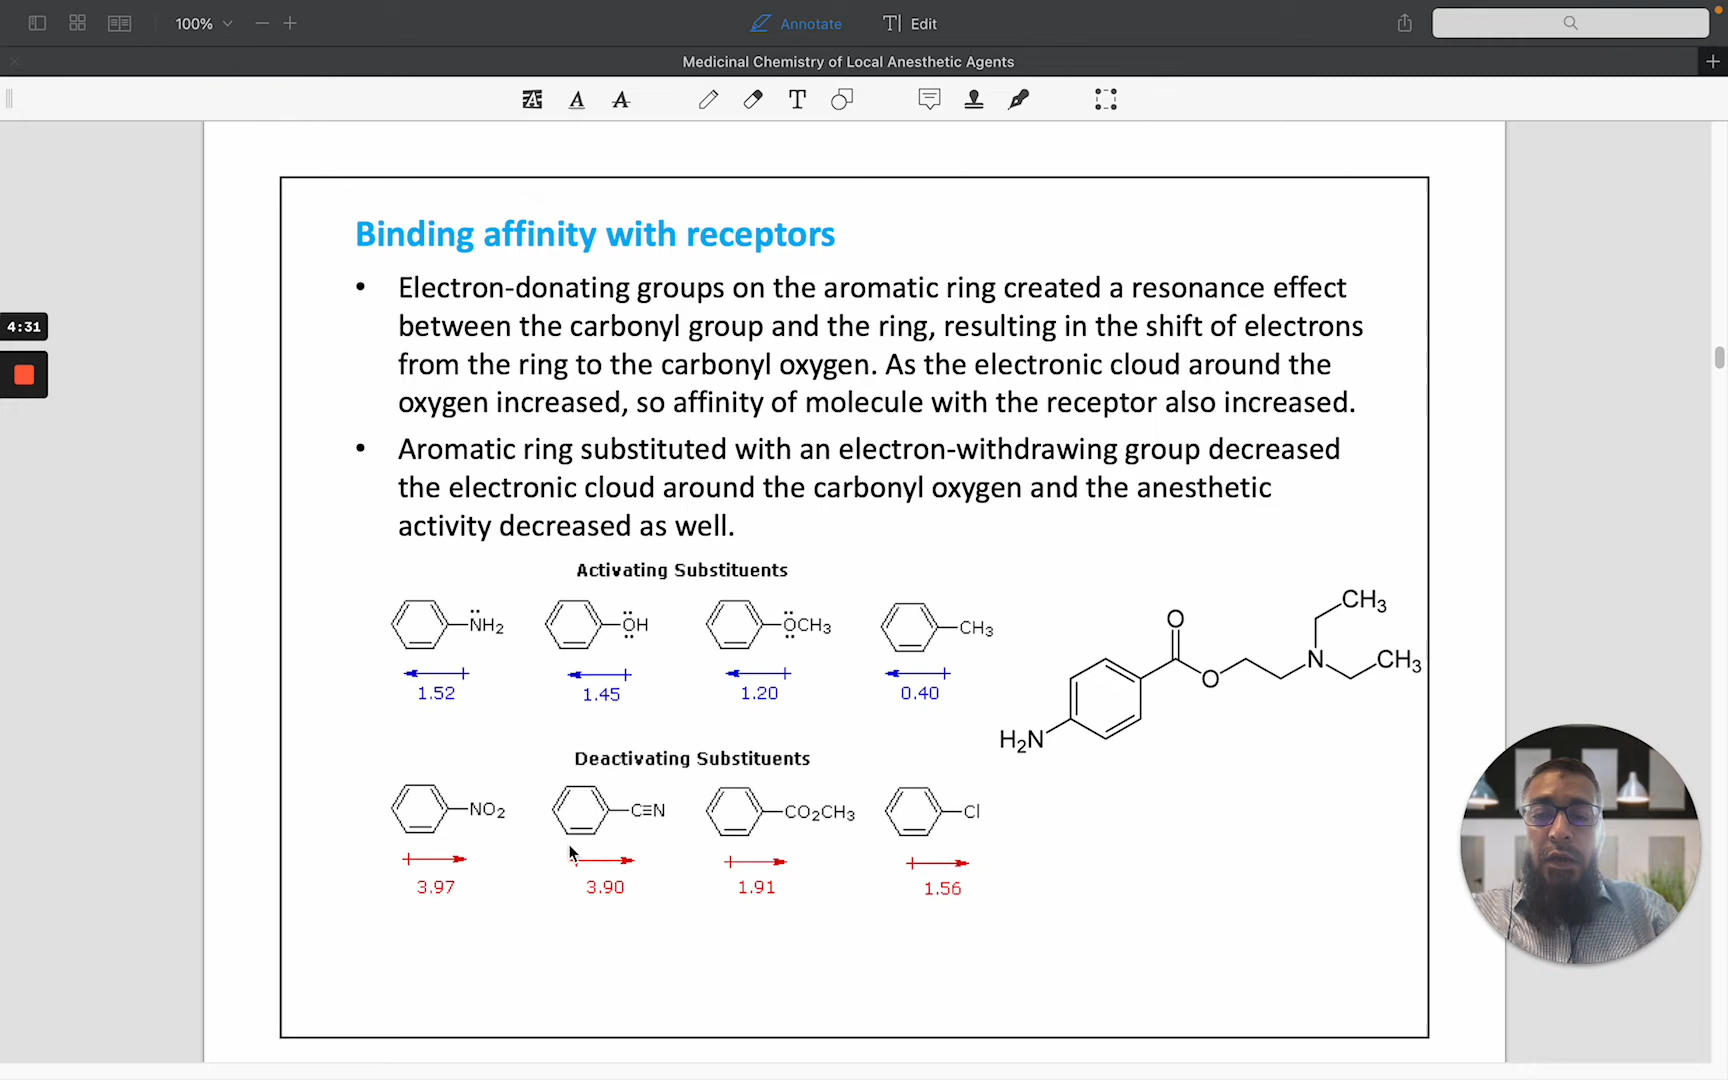 100%
Annotate
T| Edit
Medicinal Chemistry of Local Anesthetic Agents
4:31
Binding affinity with receptors
• Electron-donating groups on the aromatic ring created a resonance effect
between the carbonyl group and the ring, resulting in the shift of electrons
from the ring to the carbonyl oxygen. As the electronic cloud around the
oxygen increased, so affinity of molecule with the receptor also increased.
• Aromatic ring substituted with an electron-withdrawing group decreased
the electronic cloud around the carbonyl oxygen and the anesthetic
activity decreased as well.
Activating Substituents
NH₂ OH OCH₃ CH₃
1.52 1.45 1.20 0.40
Deactivating Substituents
NO₂ C≡N CO₂CH₃ Cl
3.97 3.90 1.91 1.56
CH₃
O
N CH₃
O
H₂N